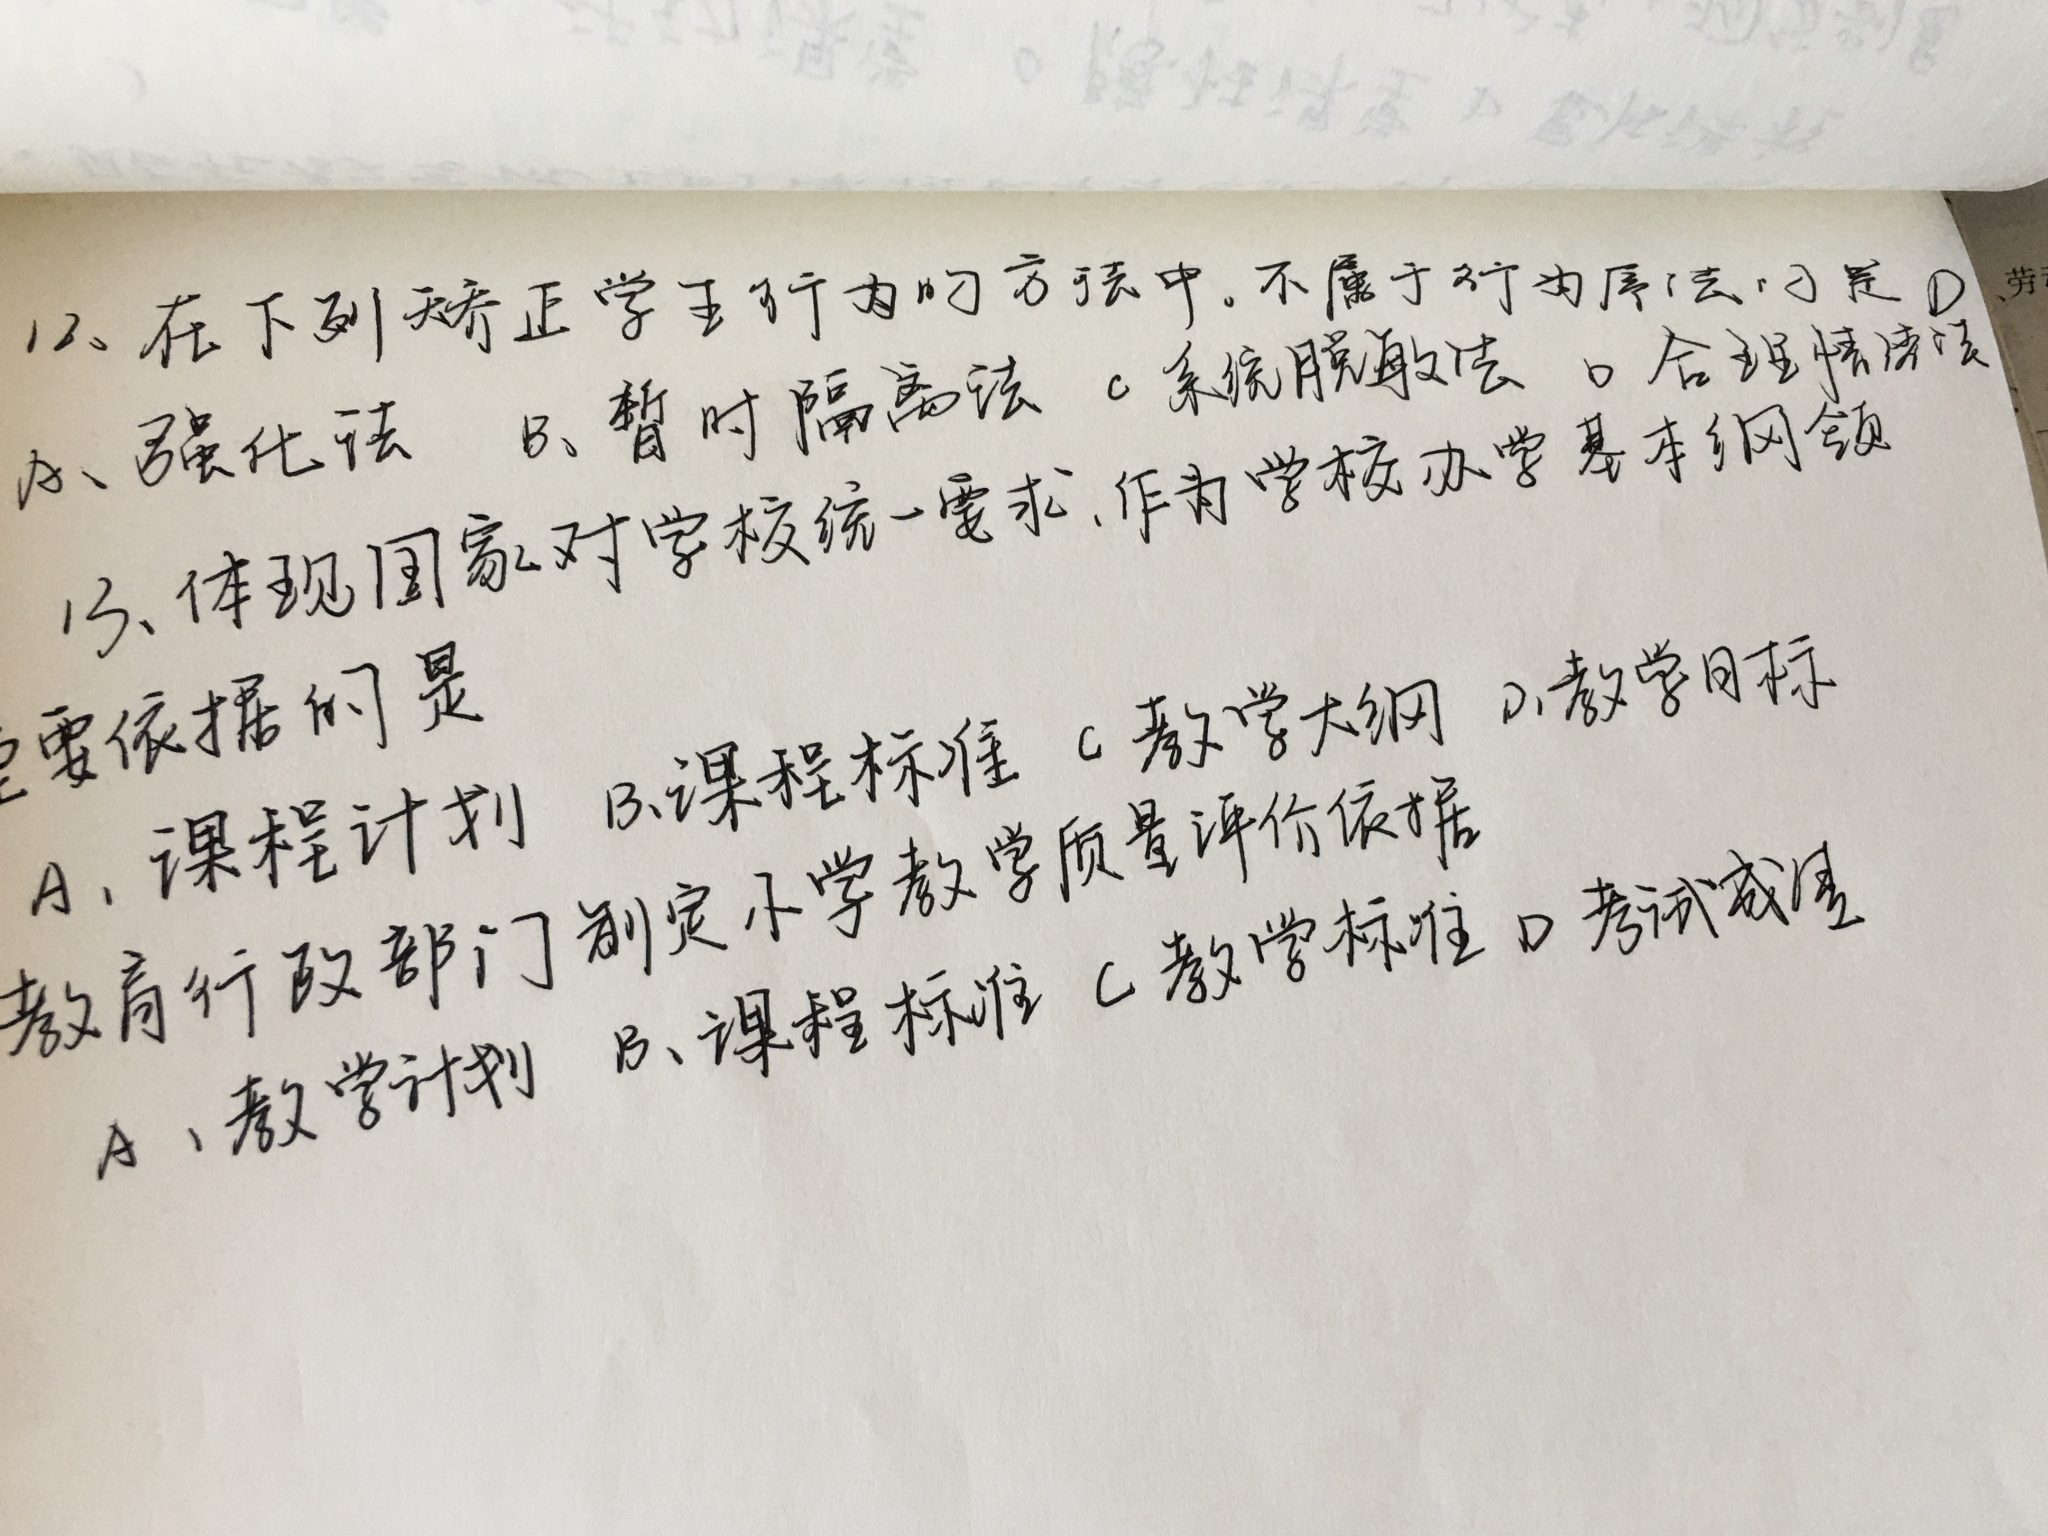 12、在下列矫正学生行为的方法中。不属于行为疗法的是 D
A、强化法 B、暂时隔离法 C 系统脱敏法 D 合理情绪法
13、体现国家对学校统一要求、作为学校办学基本纲领
重要依据的是
A、课程计划 B、课程标准 C 教学大纲 D、教学目标
教育行政部门制定小学教学质量评价依据
A、教学计划 B、课程标准 C 教学标准 D 考试成绩
劳